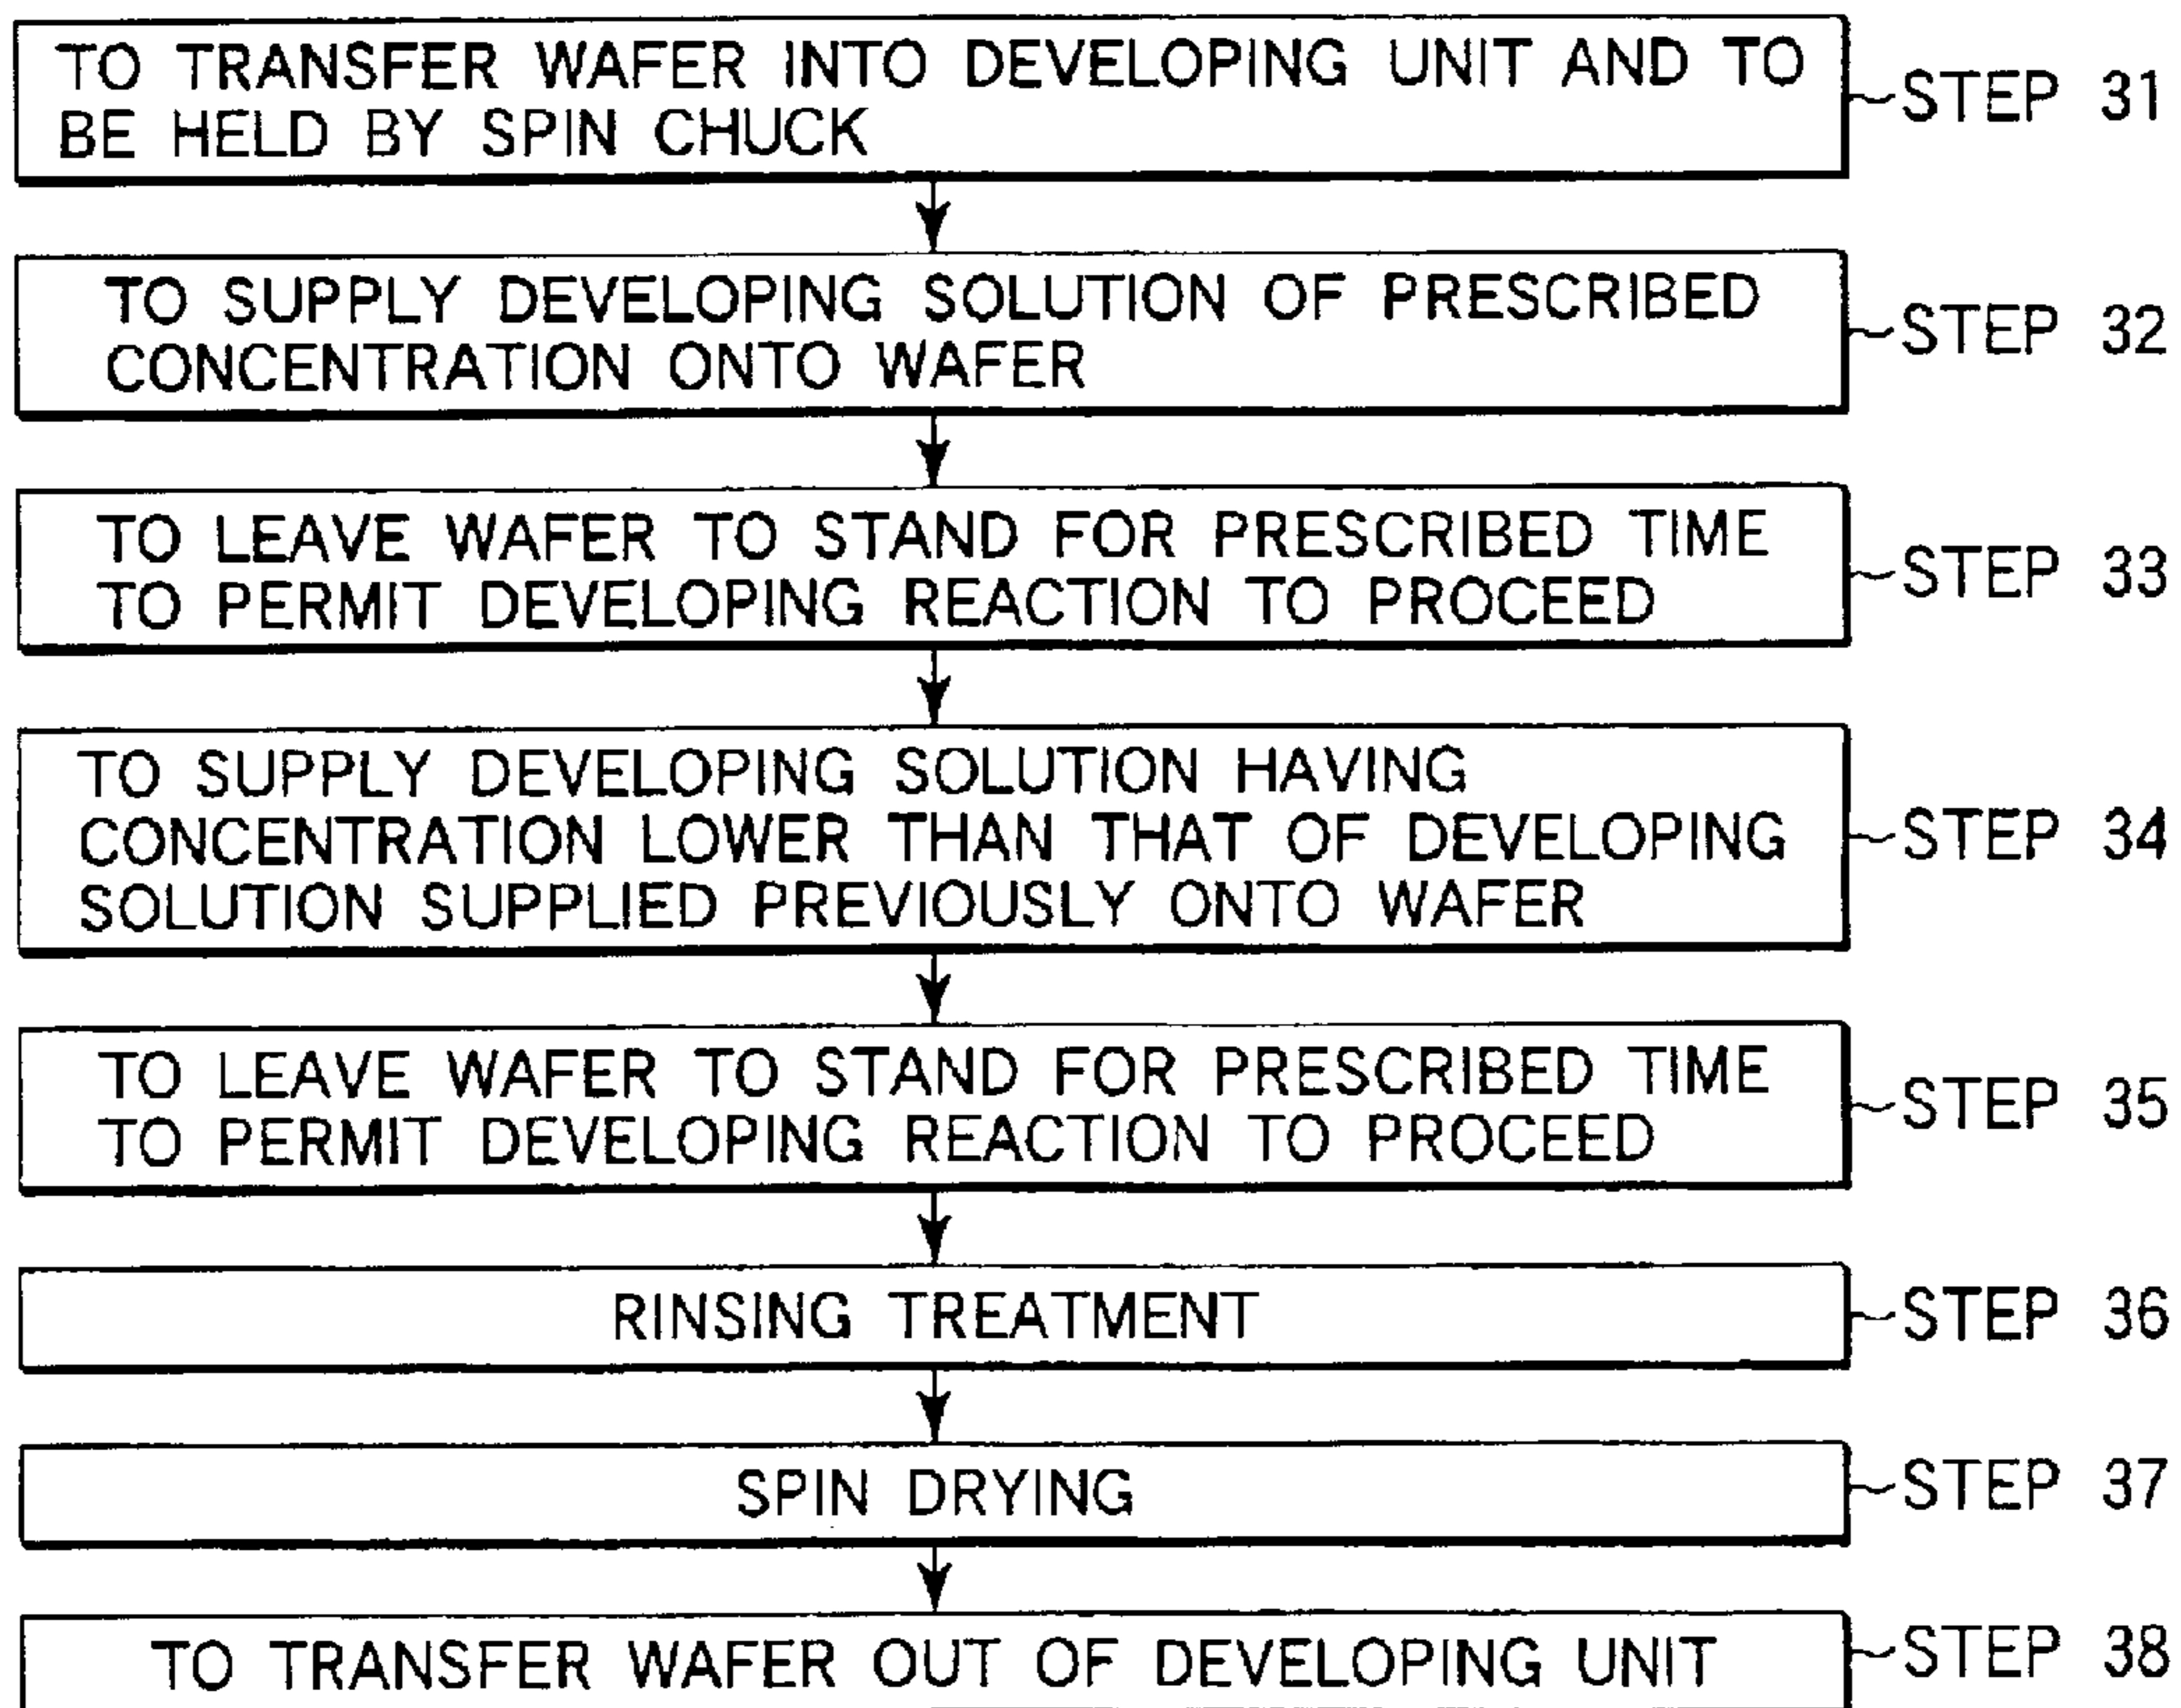 TO TRANSFER WAFER INTO DEVELOPING UNIT AND TO
BE HELD BY SPIN CHUCK
STEP 31
TO SUPPLY DEVELOPING SOLUTION OF PRESCRIBED
CONCENTRATION ONTO WAFER
STEP 32
TO LEAVE WAFER TO STAND FOR PRESCRIBED TIME
TO PERMIT DEVELOPING REACTION TO PROCEED
STEP 33
TO SUPPLY DEVELOPING SOLUTION HAVING
CONCENTRATION LOWER THAN THAT OF DEVELOPING
SOLUTION SUPPLIED PREVIOUSLY ONTO WAFER
STEP 34
TO LEAVE WAFER TO STAND FOR PRESCRIBED TIME
TO PERMIT DEVELOPING REACTION TO PROCEED
STEP 35
RINSING TREATMENT
STEP 36
SPIN DRYING
STEP 37
TO TRANSFER WAFER OUT OF DEVELOPING UNIT
STEP 38